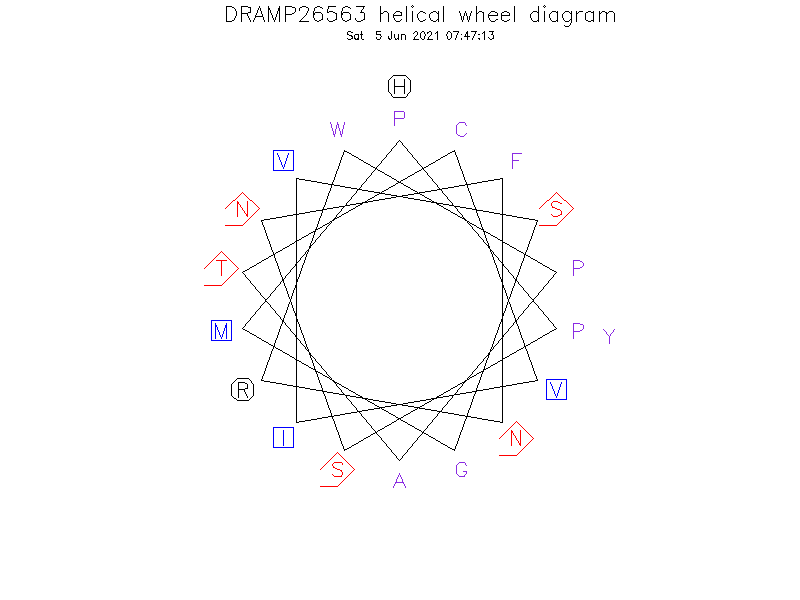 DRAMP26563 helical wheel diagram
Sat 5 Jun 2021 07:47:13
H
W P C
V F
N S
T P
M P Y
R V
I N
S A G